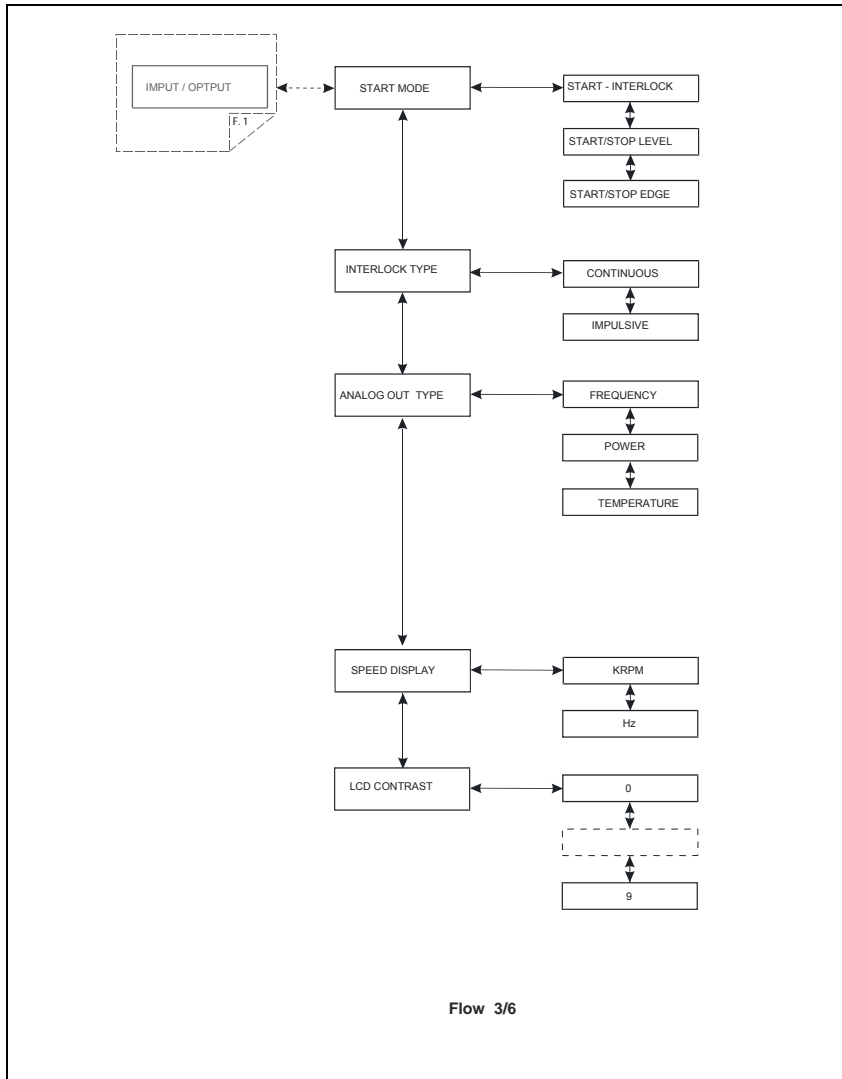 IMPUT / OPTPUT
F. 1
START MODE
START - INTERLOCK
START/STOP LEVEL
START/STOP EDGE
INTERLOCK TYPE
CONTINUOUS
IMPULSIVE
ANALOG OUT TYPE
FREQUENCY
POWER
TEMPERATURE
SPEED DISPLAY
KRPM
Hz
LCD CONTRAST
0
9
Flow 3/6